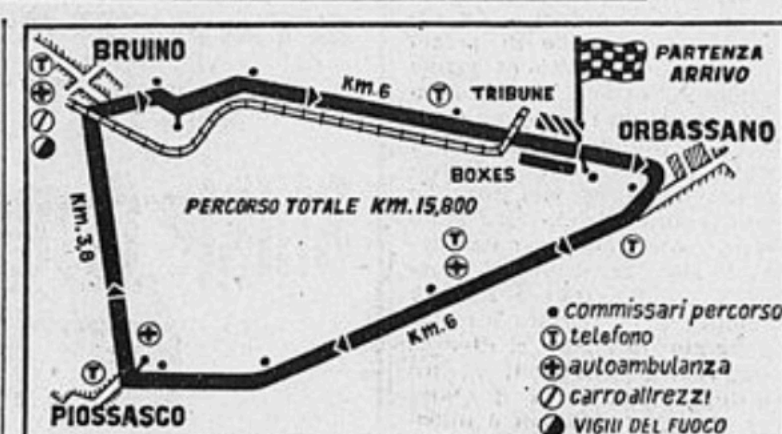 BRUINO
PARTENZA
ARRIVO
Km.6
T
TRIBUNE
ORBASSANO
BOXES
Km.3,8
PERCORSO TOTALE KM.15,800
T
T
Km.6
T
PIOSSASCO
• commissari percorso
T telefono
autoambulanza
carro attrezzi
VIGILI DEL FUOCO